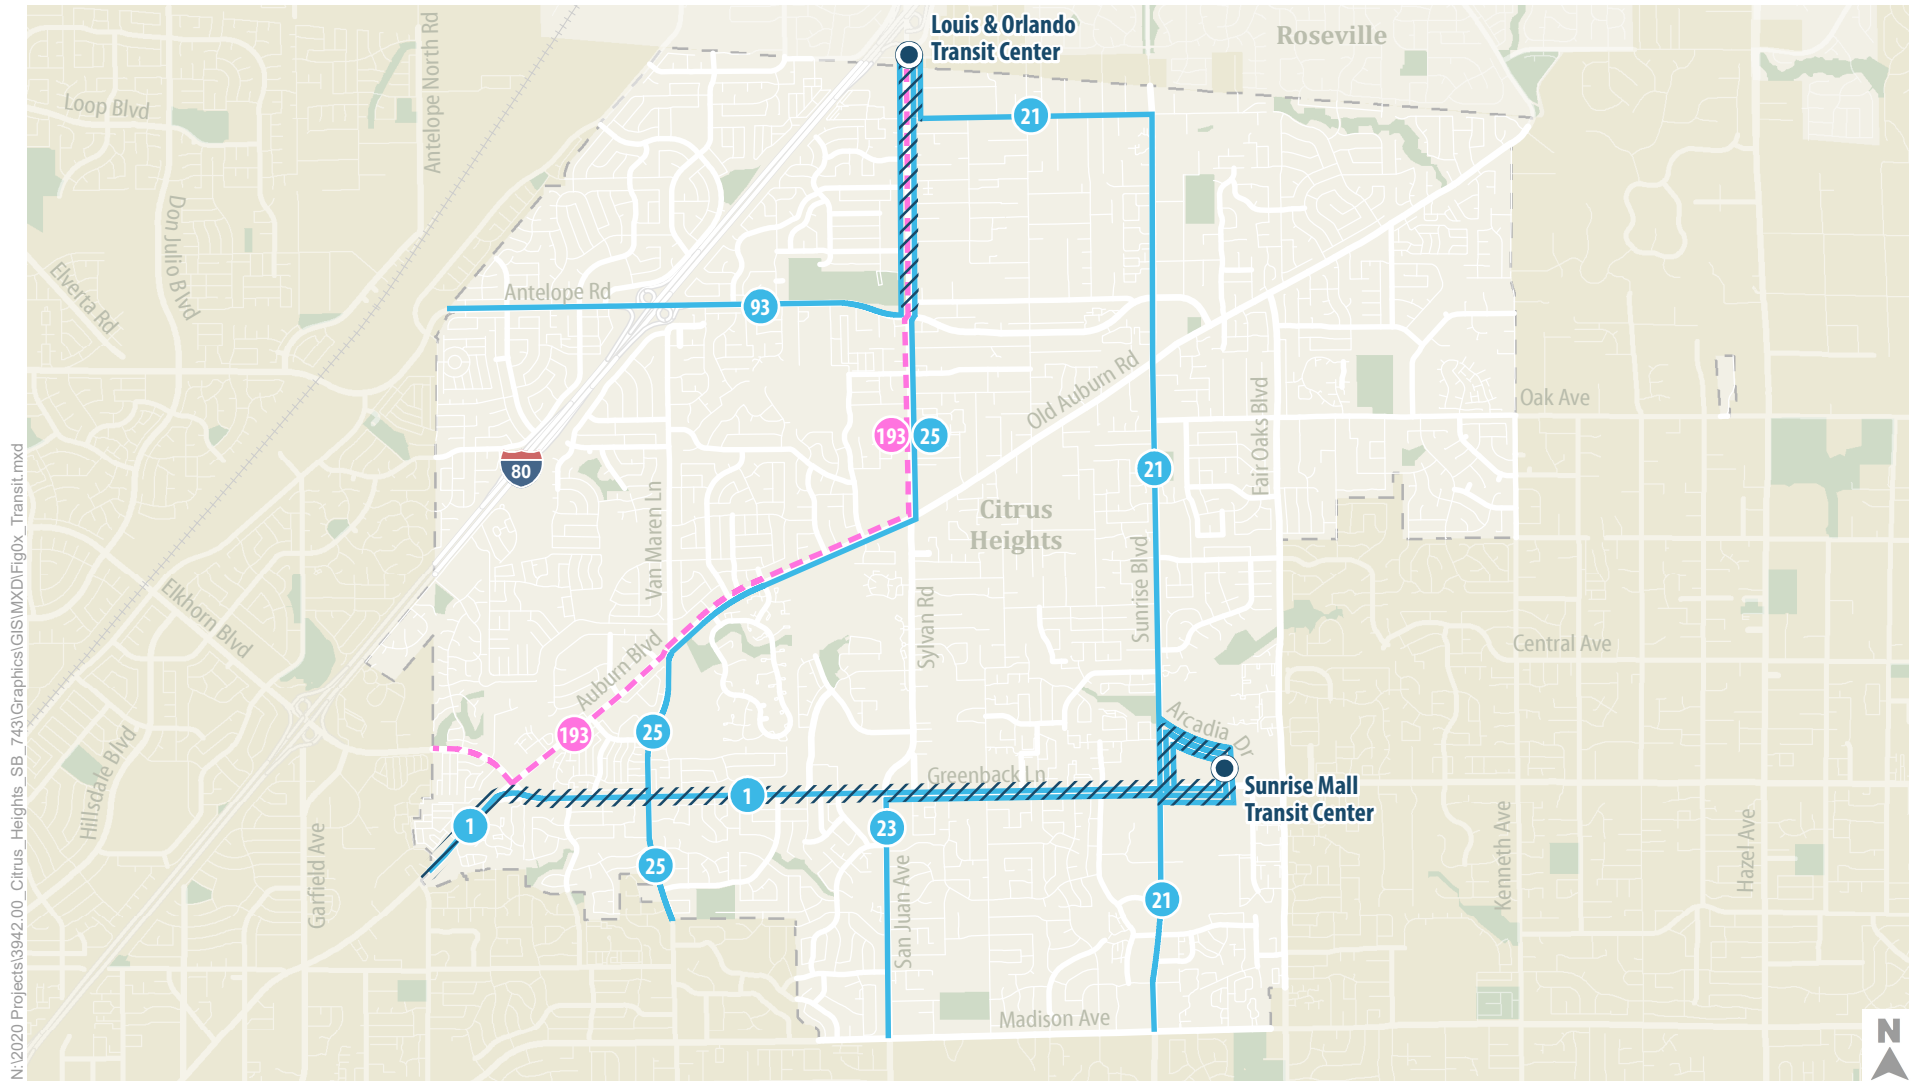 Louis & Orlando
Transit Center
Roseville
Antelope North Rd
Loop Blvd
21
Don Julio Blvd
Elverta Rd
Antelope Rd
93
Old Auburn Rd
Fair Oaks Blvd
Oak Ave
193
25
80
21
Citrus
Heights
Van Maren Ln
Elkhorn Blvd
Sylvan Rd
Sunrise Blvd
Central Ave
Auburn Blvd
193
25
Arcadia Dr
Hillsdale Blvd
Greenback Ln
Sunrise Mall
Transit Center
1
1
23
Garfield Ave
25
San Juan Ave
21
Kenneth Ave
Hazel Ave
Madison Ave
N
N:\2020 Projects\3942.00_Citrus_Heights_SB_743\Graphics\GIS\MXD\Fig0x_Transit.mxd